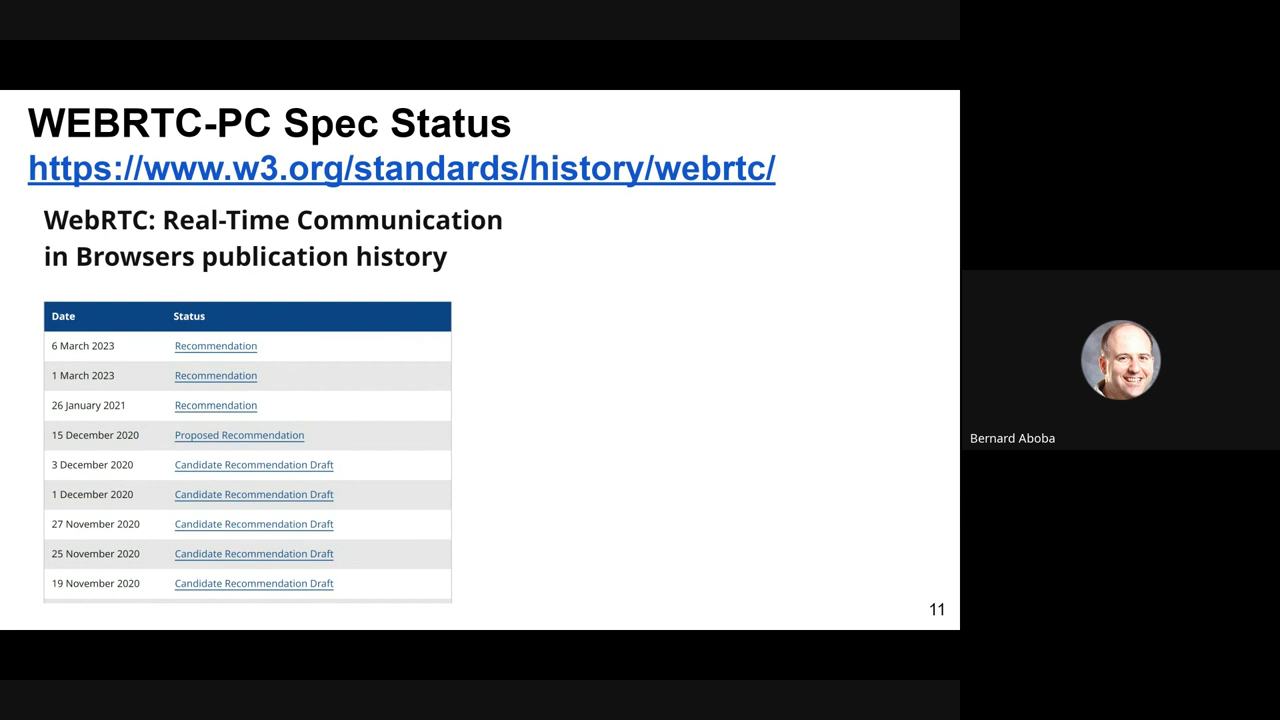 WEBRTC-PC Spec Status
https://www.w3.org/standards/history/webrtc/
WebRTC: Real-Time Communication
in Browsers publication history
Date Status
6 March 2023 Recommendation
1 March 2023 Recommendation
26 January 2021 Recommendation
15 December 2020 Proposed Recommendation
3 December 2020 Candidate Recommendation Draft
1 December 2020 Candidate Recommendation Draft
27 November 2020 Candidate Recommendation Draft
25 November 2020 Candidate Recommendation Draft
19 November 2020 Candidate Recommendation Draft
11
Bernard Aboba